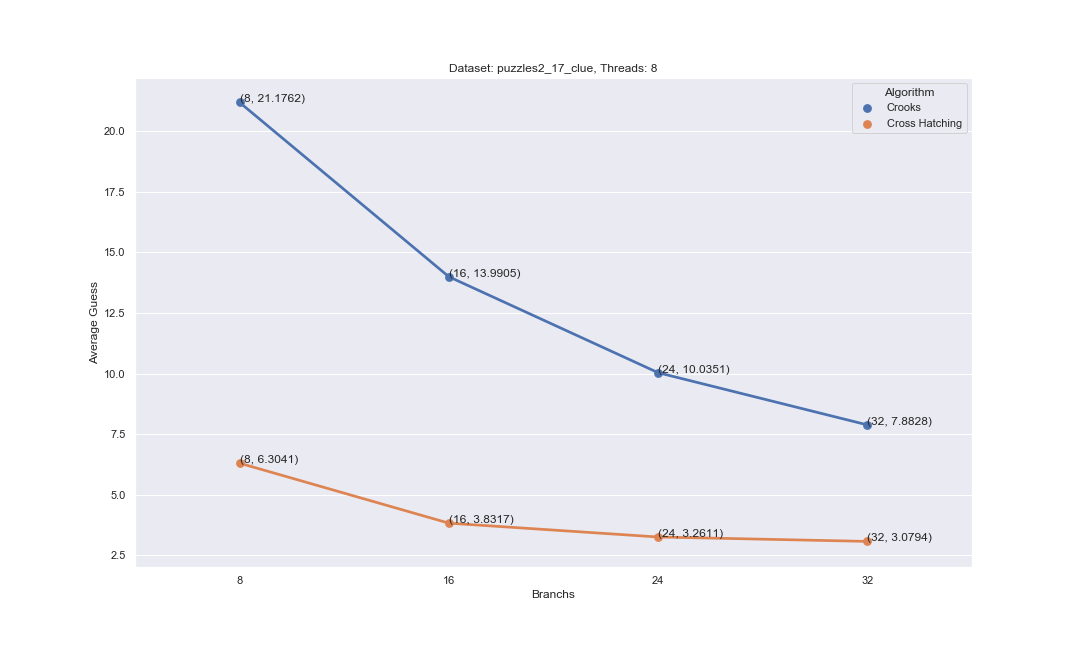 Dataset: puzzles2_17_clue, Threads: 8
Algorithm
Crooks
Cross Hatching
(8, 21.1762)
(16, 13.9905)
(24, 10.0351)
(32, 7.8828)
(8, 6.3041)
(16, 3.8317)
(24, 3.2611)
(32, 3.0794)
Average Guess
20.0
17.5
15.0
12.5
10.0
7.5
5.0
2.5
8 16 24 32
Branchs